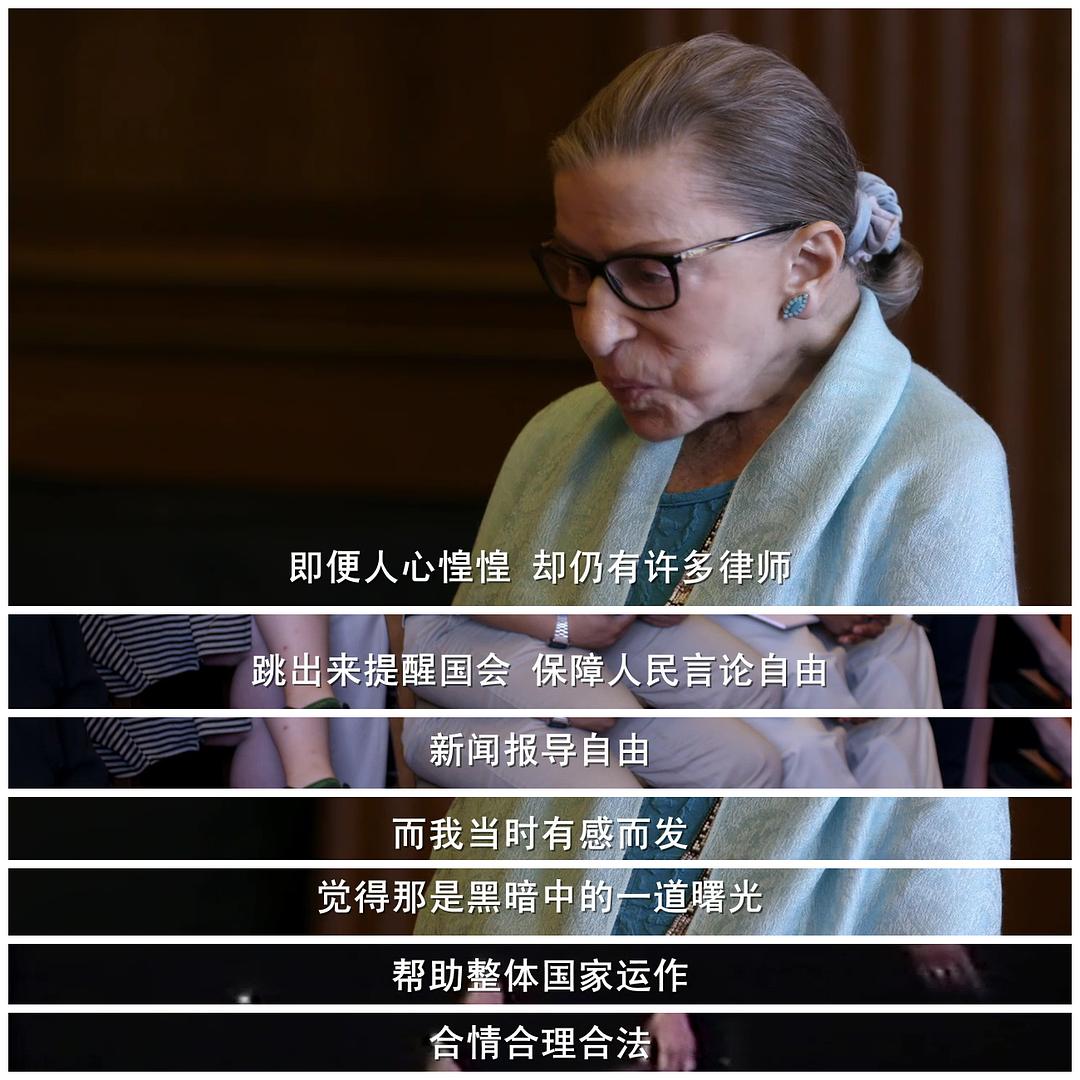 即便人心惶惶 却仍有许多律师
跳出来提醒国会 保障人民言论自由
新闻报导自由
而我当时有感而发
觉得那是黑暗中的一道曙光
帮助整体国家运作
合情合理合法